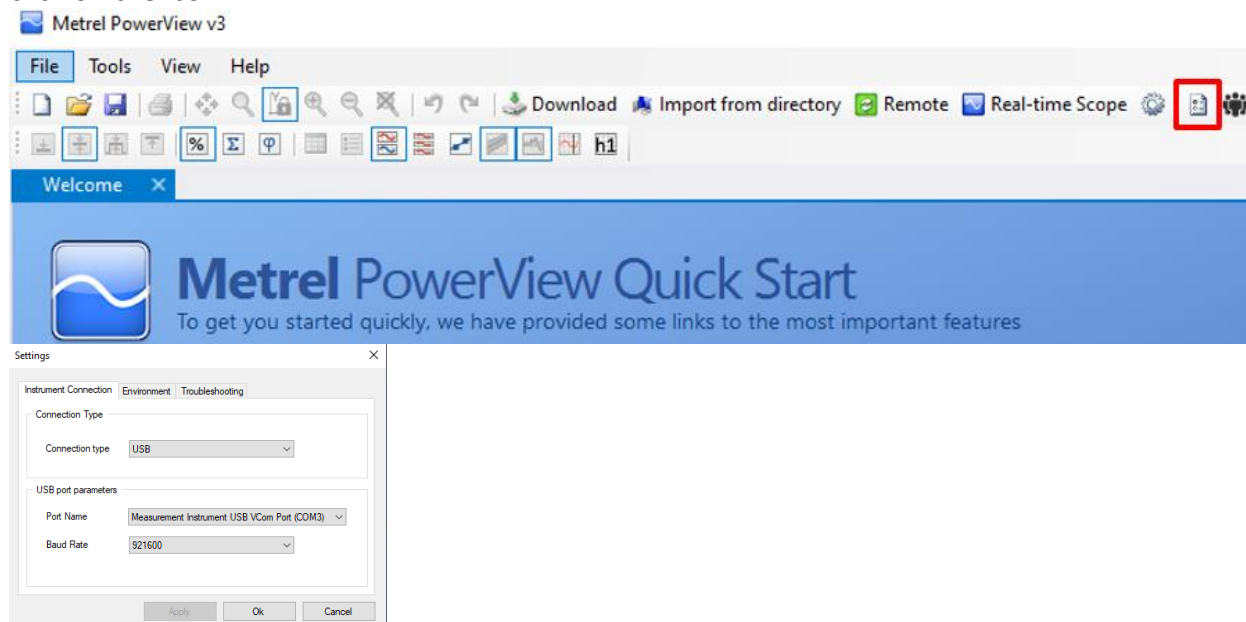 Metrel PowerView v3
File Tools View Help
Download Import from directory Remote Real-time Scope
% Σ φ h1
Welcome
Metrel PowerView Quick Start
To get you started quickly, we have provided some links to the most important features
Settings
Instrument Connection Environment Troubleshooting
Connection Type
Connection type USB
USB port parameters
Port Name Measurement Instrument USB VCom Port (COM3)
Baud Rate 921600
Apply Ok Cancel